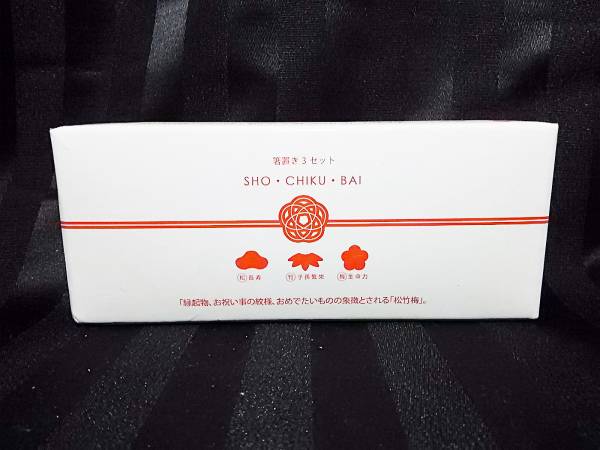 箸置き3セット
SHO・CHIKU・BAI
松 長寿 竹 子孫繁栄 梅 生命力
「縁起物、お祝い事の紋様、おめでたいものの象徴とされる「松竹梅」。